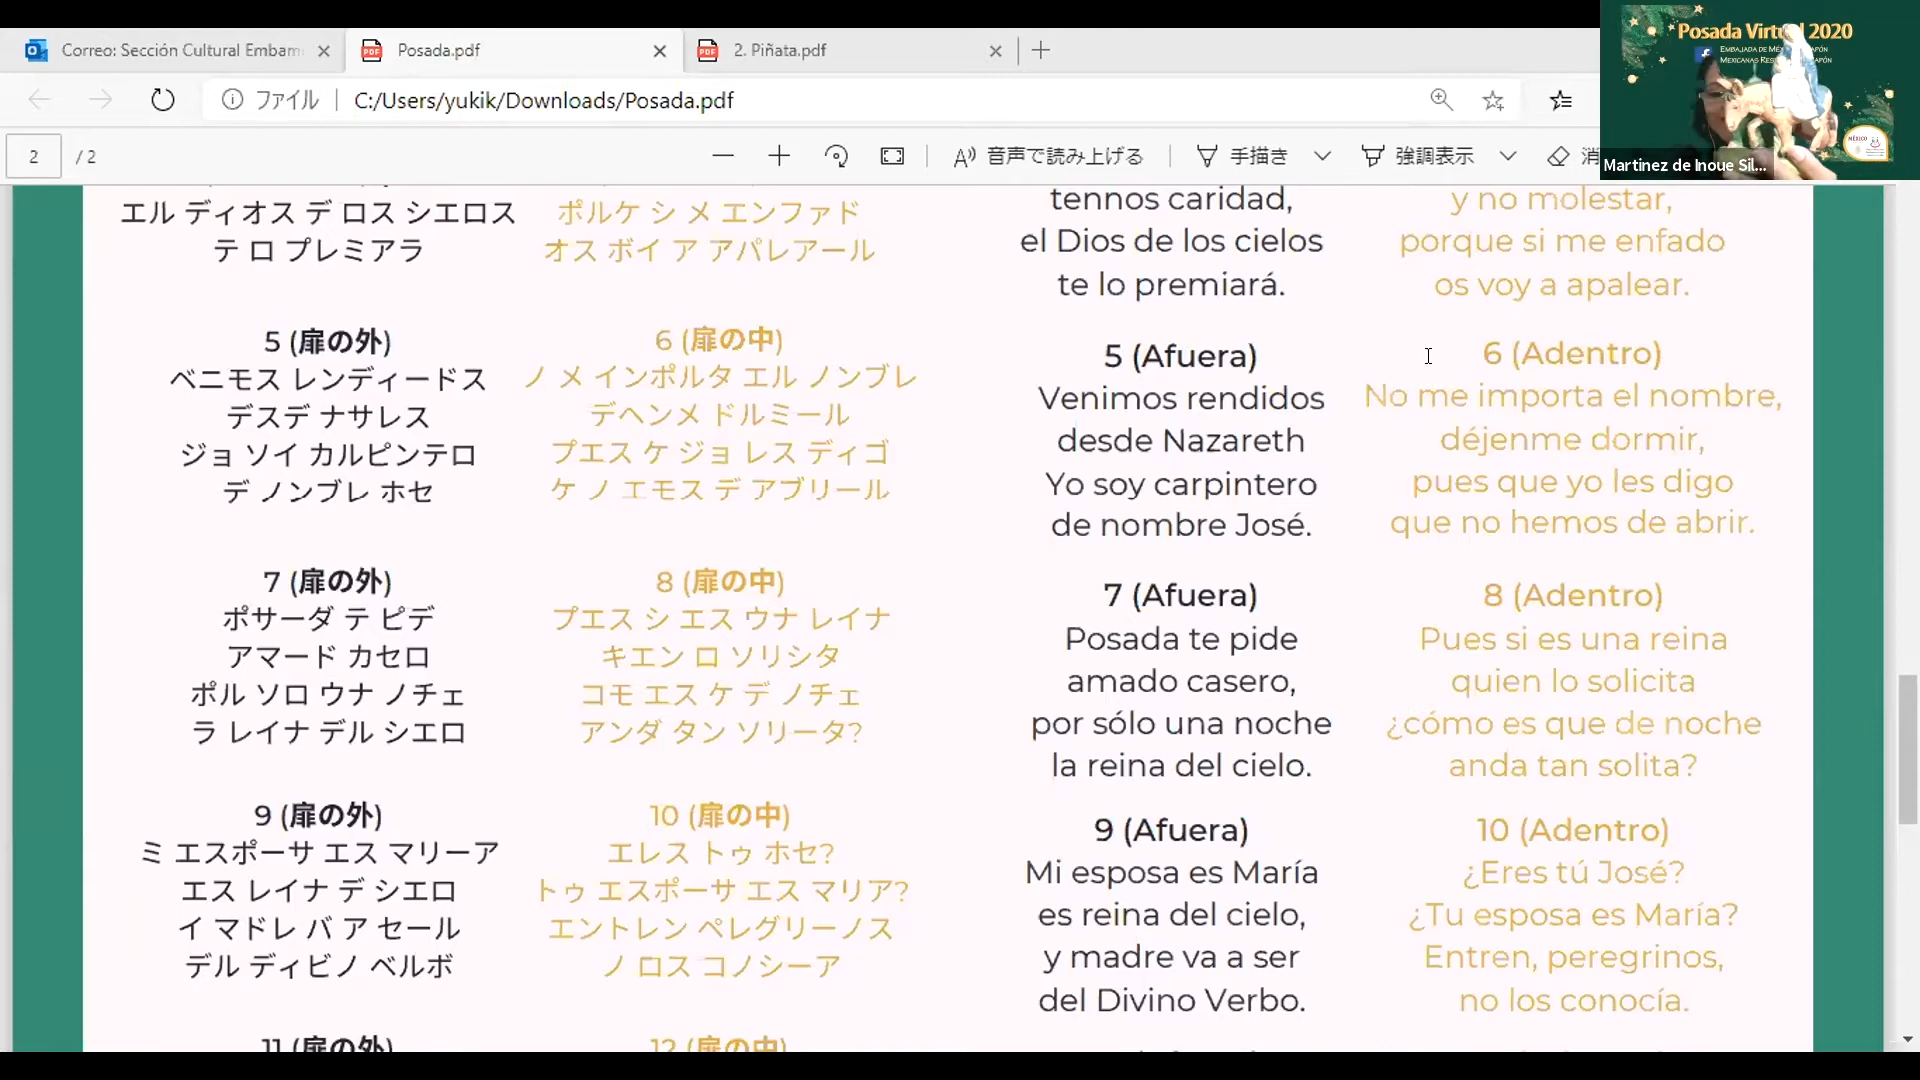 Correo: Sección Cultural Embam
Posada.pdf
2. Piñata.pdf
ファイル
C:/Users/yukik/Downloads/Posada.pdf
2
/ 2
音声で読み上げる
手描き
強調表示
消
Posada Virtual 2020
Martinez de Inoue Sil...
エル ディオス デ ロス シエロス
テ ロ プレミアラ
ポルケ シ メ エンファド
オス ボイ ア アパレアール
5 (扉の外)
ベニモス レンディードス
デスデ ナサレス
ジョ ソイ カルピンテロ
デ ノンブレ ホセ
6 (扉の中)
ノ メ インポルタ エル ノンブレ
デヘンメ ドルミール
プエス ケ ジョ レス ディゴ
ケ ノ エモス デ アブリール
7 (扉の外)
ポサーダ テ ピデ
アマード カセロ
ポル ソロ ウナ ノチェ
ラ レイナ デル シエロ
8 (扉の中)
プエス シ エス ウナ レイナ
キエン ロ ソリシタ
コモ エス ケ デ ノチェ
アンダ タン ソリータ?
9 (扉の外)
ミ エスポーサ エス マリーア
エス レイナ デ シエロ
イ マドレ バ ア セール
デル ディビノ ベルボ
10 (扉の中)
エレス トゥ ホセ?
トゥ エスポーサ エス マリア?
エントレン ペレグリーノス
ノ ロス コノシーア
11 (扉の外)
12 (扉の中)
tennos caridad,
el Dios de los cielos
te lo premiará.
y no molestar,
porque si me enfado
os voy a apalear.
5 (Afuera)
Venimos rendidos
desde Nazareth
Yo soy carpintero
de nombre José.
6 (Adentro)
No me importa el nombre,
déjenme dormir,
pues que yo les digo
que no hemos de abrir.
7 (Afuera)
Posada te pide
amado casero,
por sólo una noche
la reina del cielo.
8 (Adentro)
Pues si es una reina
quien lo solicita
¿cómo es que de noche
anda tan solita?
9 (Afuera)
Mi esposa es María
es reina del cielo,
y madre va a ser
del Divino Verbo.
10 (Adentro)
¿Eres tú José?
¿Tu esposa es María?
Entren, peregrinos,
no los conocía.